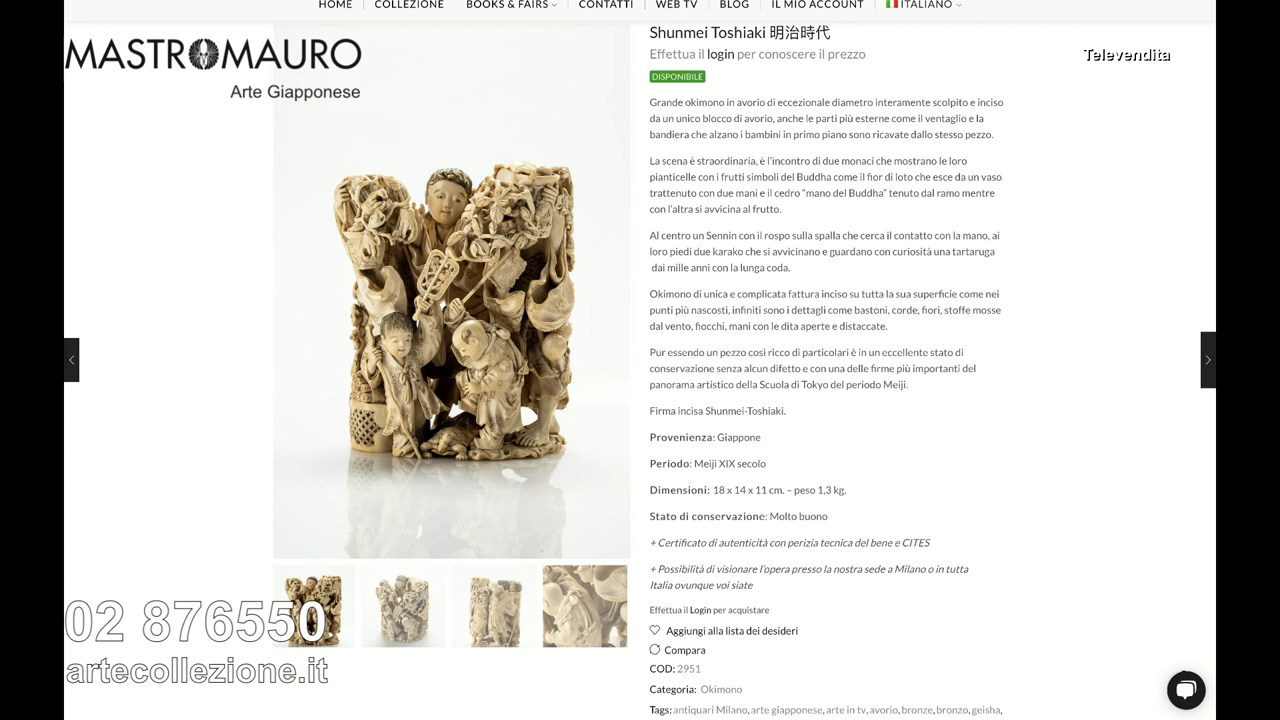 HOME COLLEZIONE BOOKS & FAIRS CONTATTI WEB TV BLOG IL MIO ACCOUNT ITALIANO
MASTROMAURO
Arte Giapponese
Televendita
Shunmei Toshiaki 明治時代
Effettua il login per conoscere il prezzo
DISPONIBILE
Grande okimono in avorio di eccezionale diametro interamente scolpito e inciso
da un unico blocco di avorio, anche le parti più esterne come il ventaglio e la
bandiera che alzano i bambini in primo piano sono ricavate dallo stesso pezzo.
La scena è straordinaria, è l'incontro di due monaci che mostrano le loro
pianticelle con i frutti simboli del Buddha come il fior di loto che esce da un vaso
trattenuto con due mani e il cedro "mano del Buddha" tenuto dal ramo mentre
con l'altra si avvicina al frutto.
Al centro un Sennin con il rospo sulla spalla che cerca il contatto con la mano, ai
loro piedi due karako che si avvicinano e guardano con curiosità una tartaruga
dai mille anni con la lunga coda.
Okimono di unica e complicata fattura inciso su tutta la sua superficie come nei
punti più nascosti, infiniti sono i dettagli come bastoni, corde, fiori, stoffe mosse
dal vento, fiocchi, mani con le dita aperte e distaccate.
Pur essendo un pezzo così ricco di particolari è in un eccellente stato di
conservazione senza alcun difetto e con una delle firme più importanti del
panorama artistico della Scuola di Tokyo del periodo Meiji.
Firma incisa Shunmei-Toshiaki.
Provenienza: Giappone
Periodo: Meiji XIX secolo
Dimensioni: 18 x 14 x 11 cm. – peso 1,3 kg.
Stato di conservazione: Molto buono
+ Certificato di autenticità con perizia tecnica del bene e CITES
+ Possibilità di visionare l'opera presso la nostra sede a Milano o in tutta
Italia ovunque voi siate
Effettua il Login per acquistare
Aggiungi alla lista dei desideri
Compara
COD: 2951
Categoria: Okimono
Tags: antiquari Milano, arte giapponese, arte in tv, avorio, bronze, bronzo, geisha,
02 876550
artecollezione.it